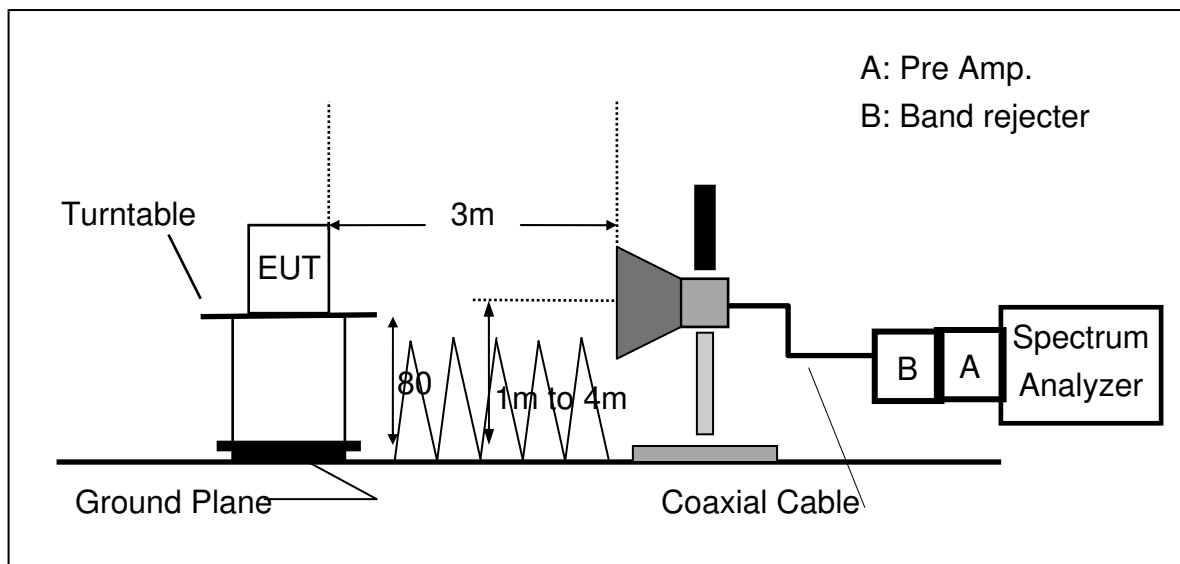 A: Pre Amp.
B: Band rejecter
Turntable
3m
EUT
80
1m to 4m
B
A
Spectrum
Analyzer
Ground Plane
Coaxial Cable